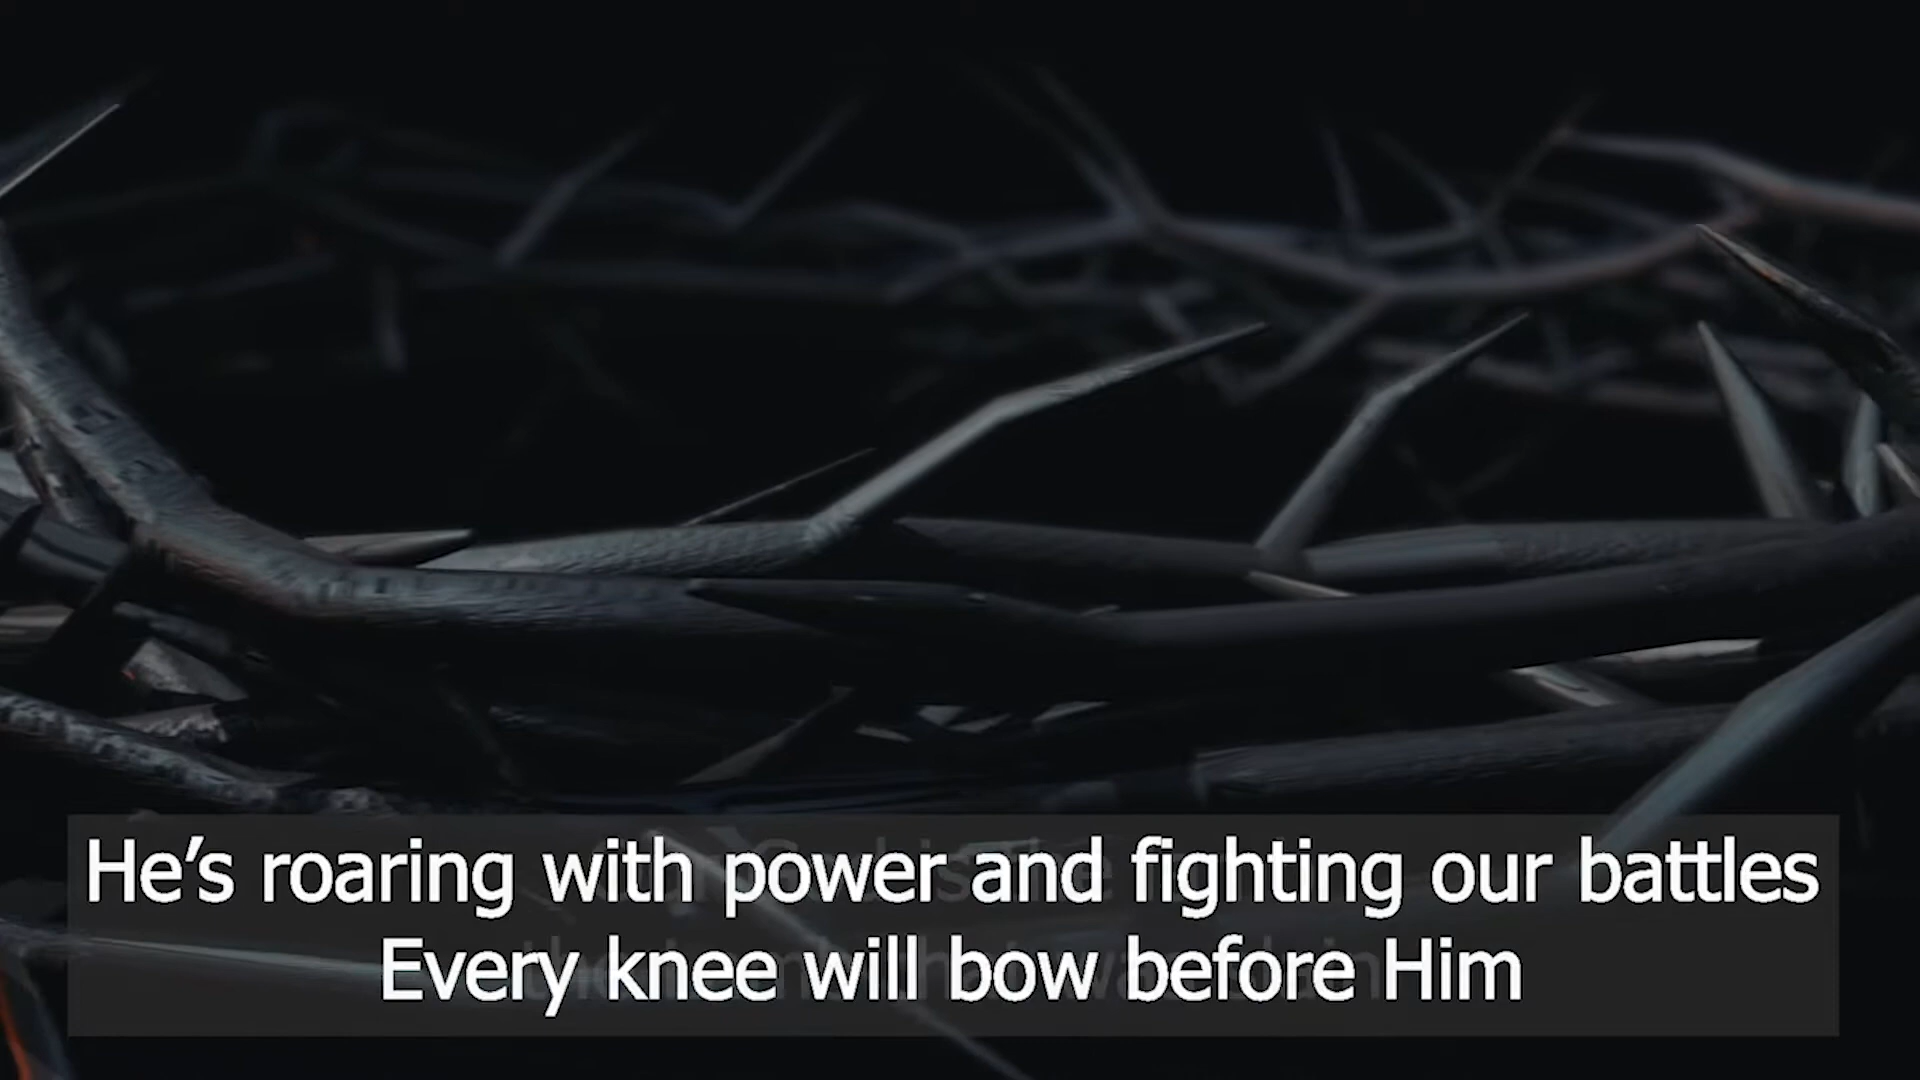 He’s roaring with power and fighting our battles
Every knee will bow before Him